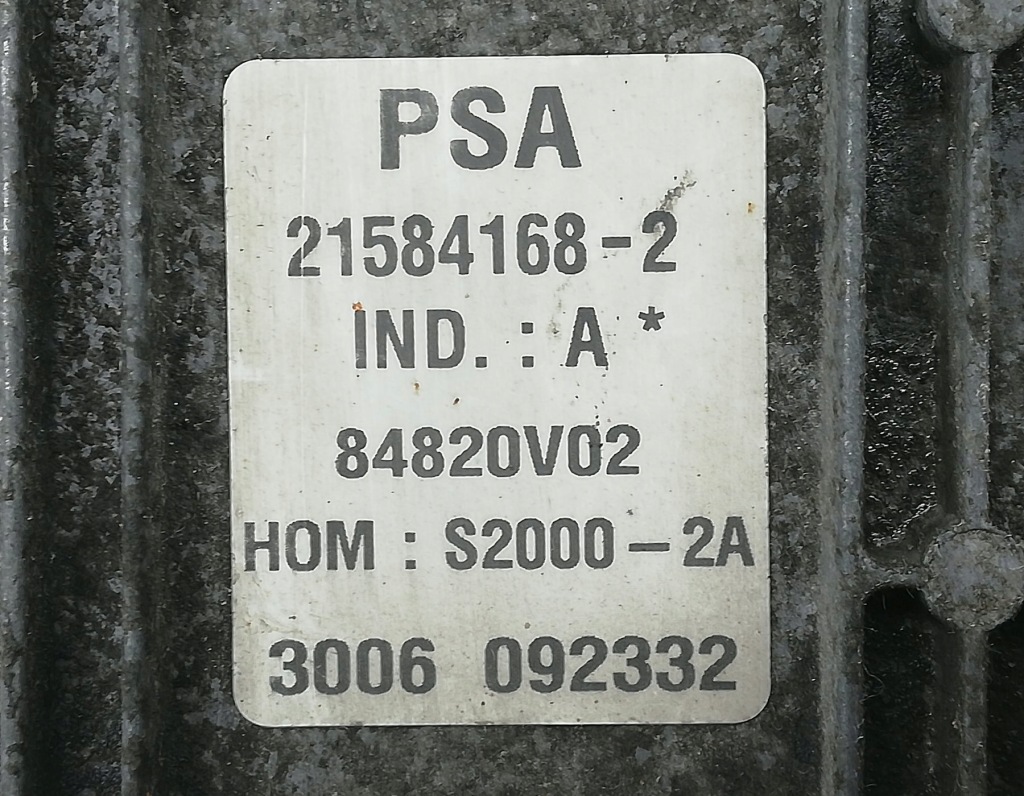 PSA
21584168-2
IND. : A *
84820V02
HOM : S2000-2A
3006 092332